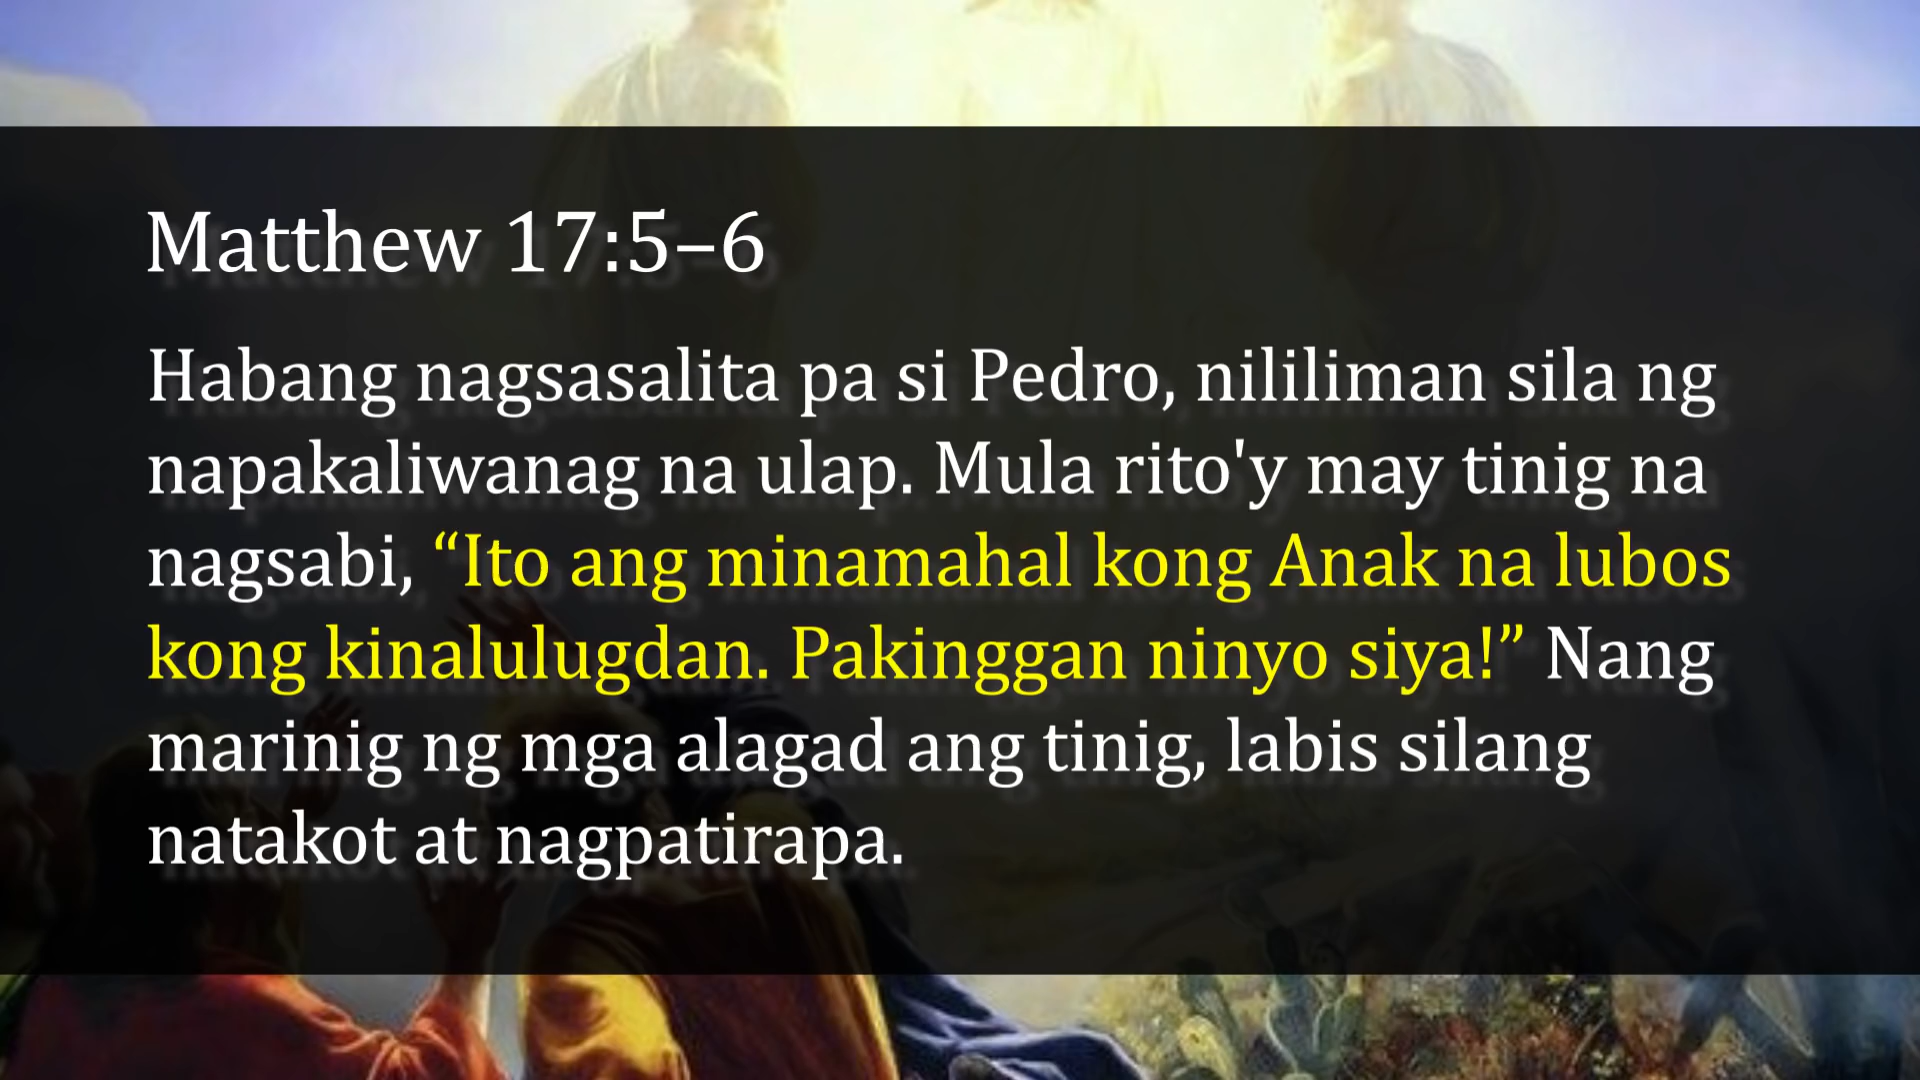 Matthew 17:5–6
Habang nagsasalita pa si Pedro, nililiman sila ng
napakaliwanag na ulap. Mula rito'y may tinig na
nagsabi, “Ito ang minamahal kong Anak na lubos
kong kinalulugdan. Pakinggan ninyo siya!” Nang
marinig ng mga alagad ang tinig, labis silang
natakot at nagpatirapa.